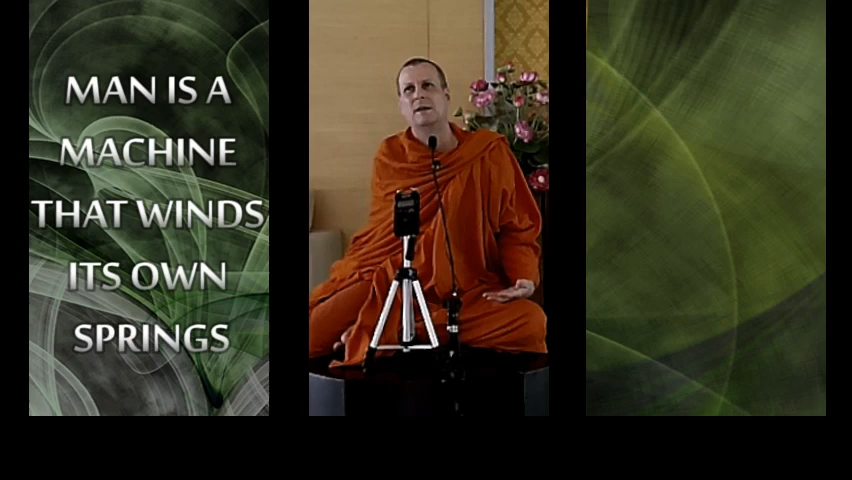 MAN IS A
MACHINE
THAT WINDS
ITS OWN
SPRINGS